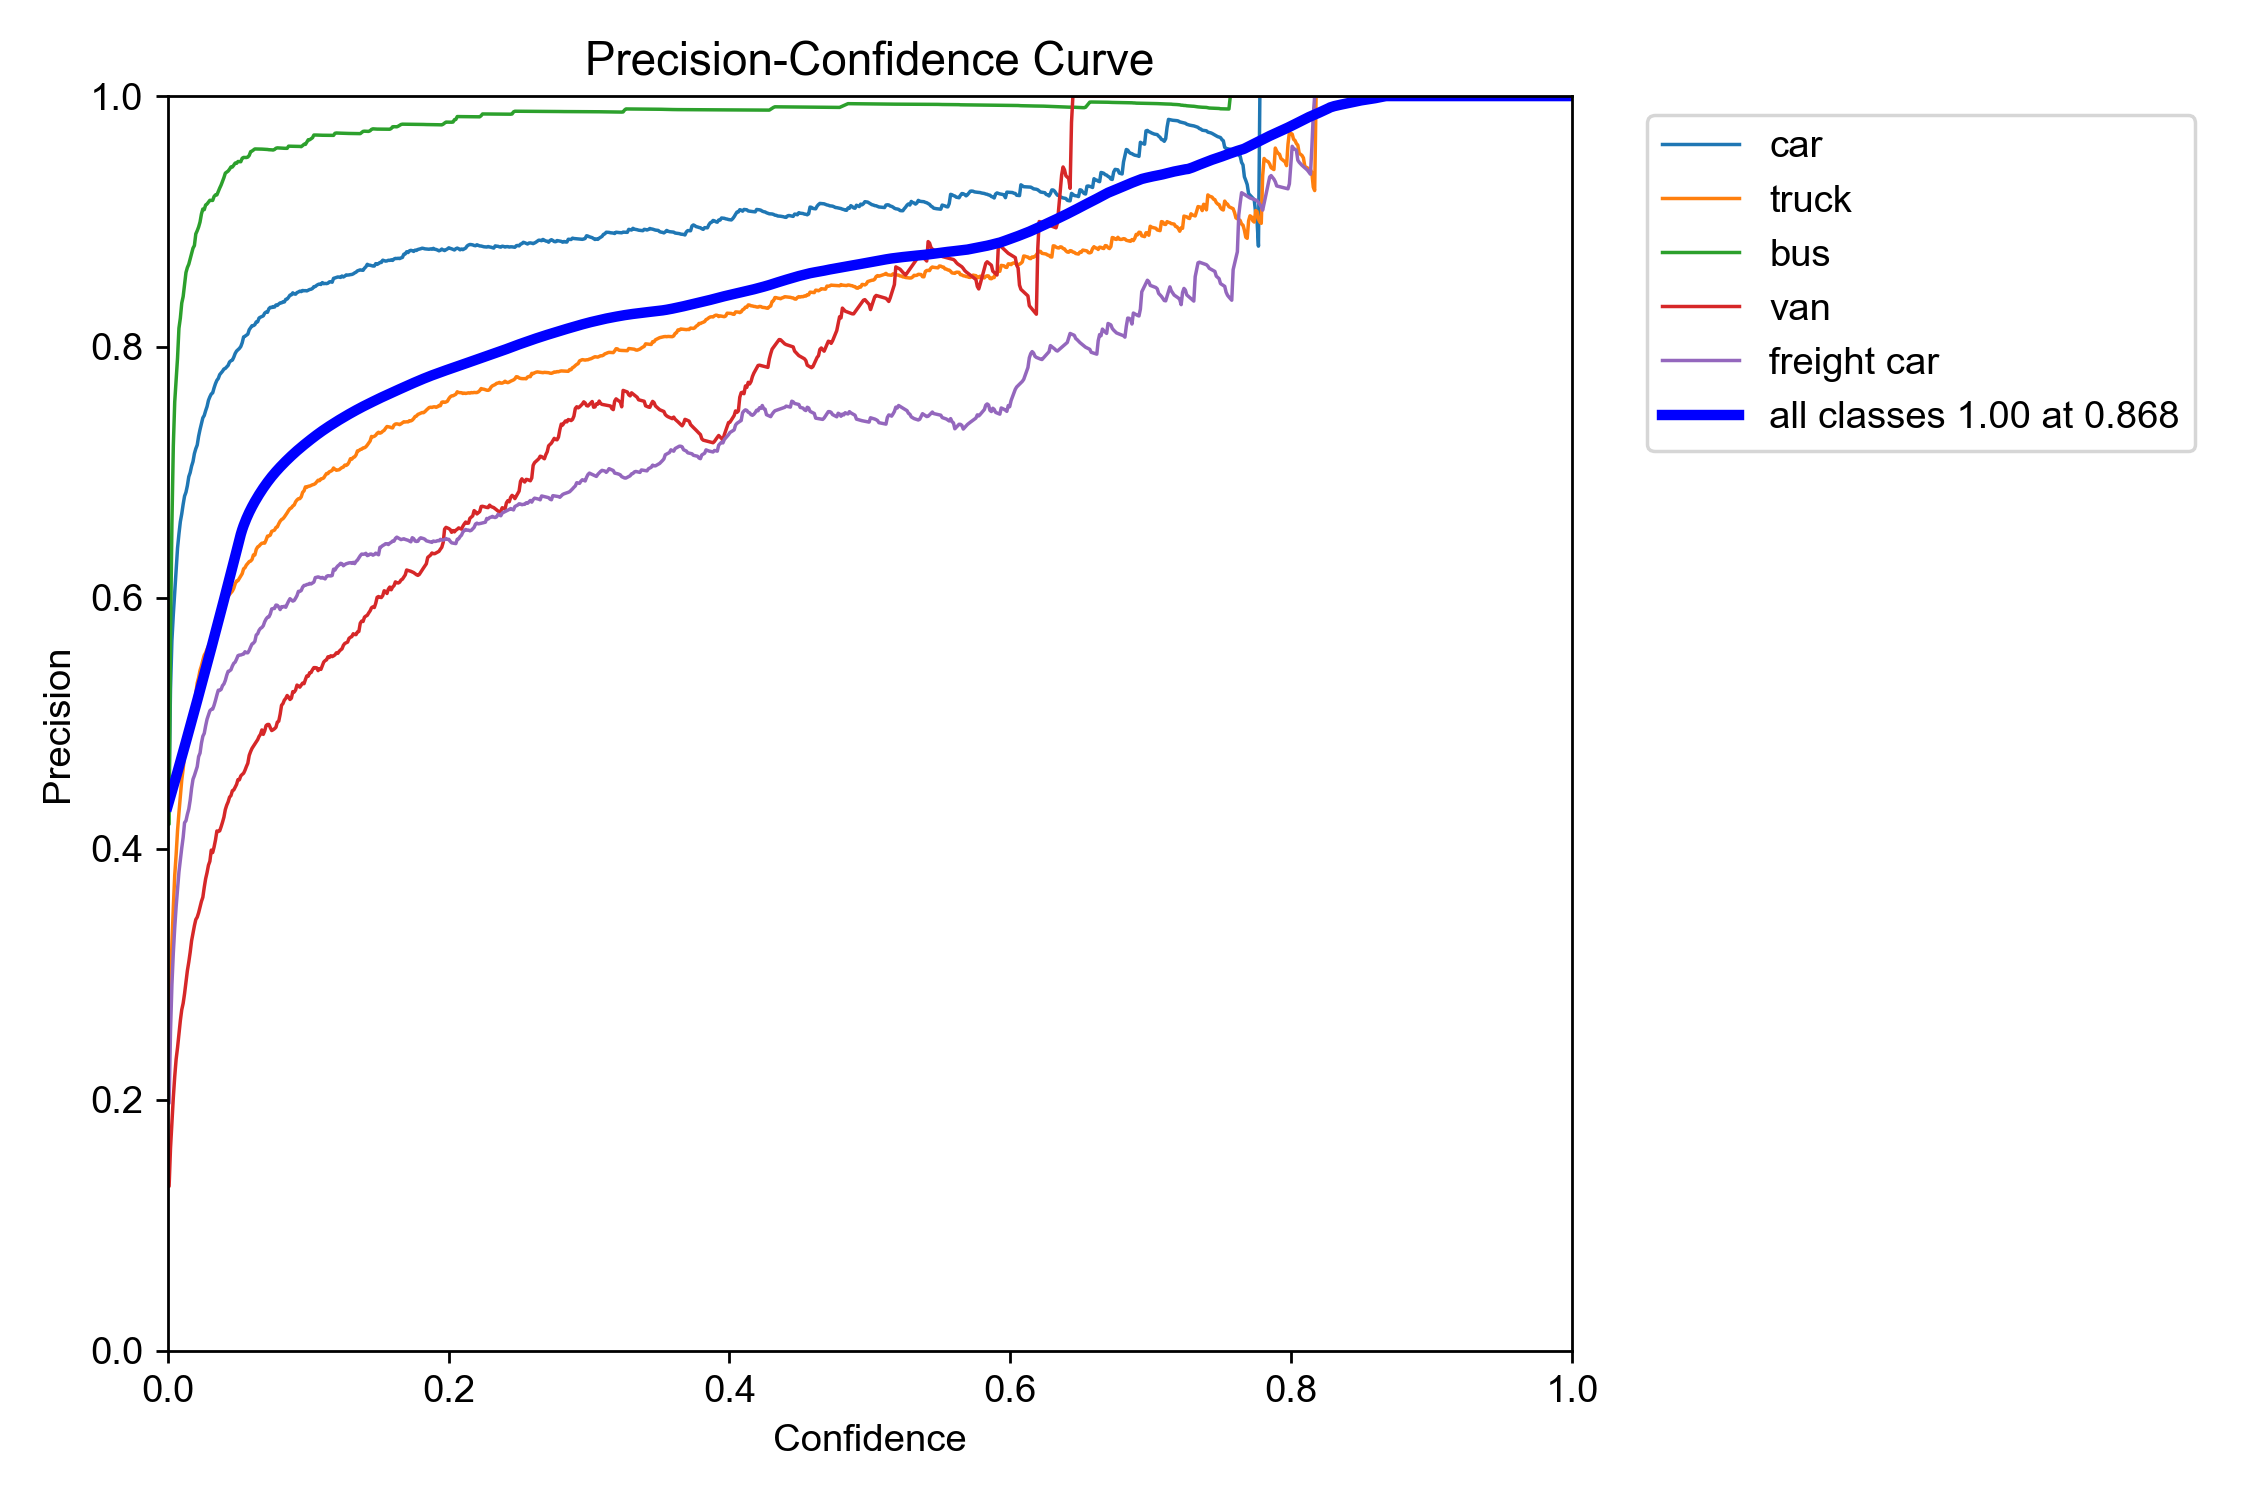 Precision-Confidence Curve
1.0
0.8
0.6
0.4
0.2
0.0
Precision
0.0 0.2 0.4 0.6 0.8 1.0
Confidence
car
truck
bus
van
freight car
all classes 1.00 at 0.868